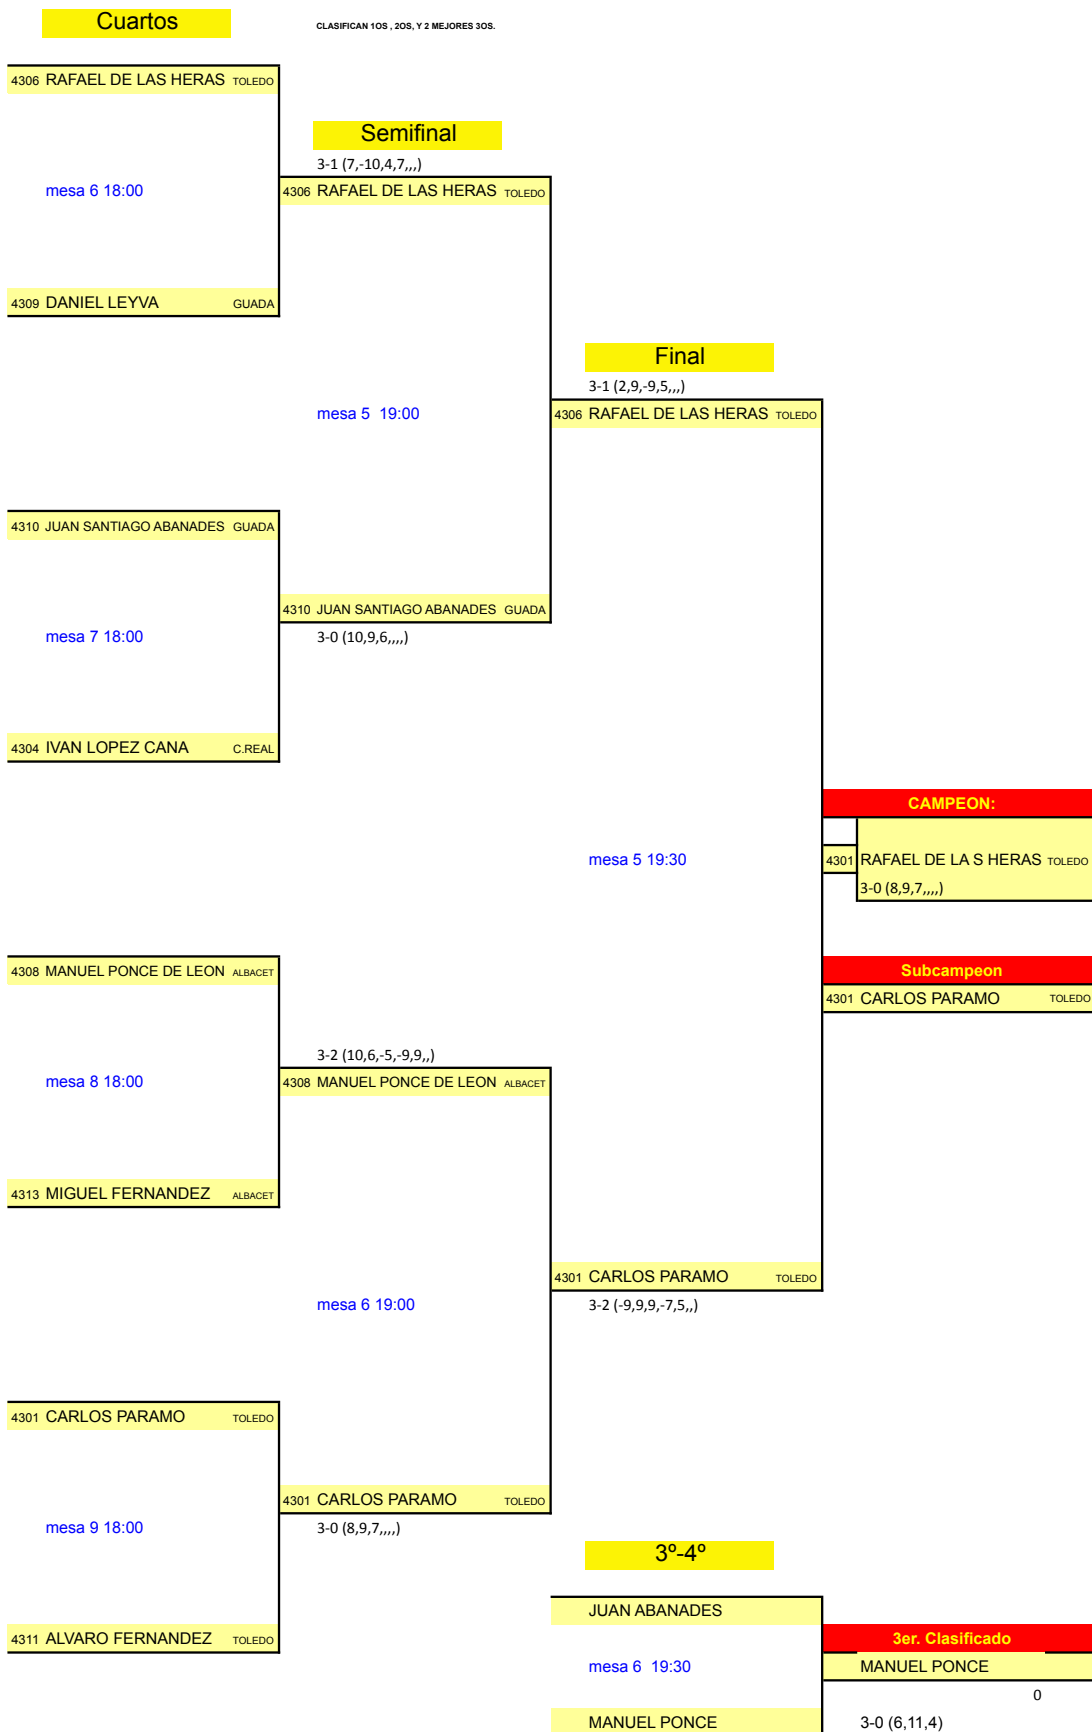 Cuartos
CLASIFICAN 1OS , 2OS, Y 2 MEJORES 3OS.
4306 RAFAEL DE LAS HERAS TOLEDO
Semifinal
3-1 (7,-10,4,7,,,)
mesa 6 18:00
4306 RAFAEL DE LAS HERAS TOLEDO
4309 DANIEL LEYVA GUADA
Final
3-1 (2,9,-9,5,,,)
mesa 5 19:00
4306 RAFAEL DE LAS HERAS TOLEDO
4310 JUAN SANTIAGO ABANADES GUADA
4310 JUAN SANTIAGO ABANADES GUADA
mesa 7 18:00
3-0 (10,9,6,,,,)
4304 IVAN LOPEZ CANA C.REAL
CAMPEON:
mesa 5 19:30
4301 RAFAEL DE LA S HERAS TOLEDO
3-0 (8,9,7,,,,)
4308 MANUEL PONCE DE LEON ALBACET
Subcampeon
4301 CARLOS PARAMO TOLEDO
3-2 (10,6,-5,-9,9,,)
mesa 8 18:00
4308 MANUEL PONCE DE LEON ALBACET
4313 MIGUEL FERNANDEZ ALBACET
4301 CARLOS PARAMO TOLEDO
mesa 6 19:00
3-2 (-9,9,9,-7,5,,)
4301 CARLOS PARAMO TOLEDO
4301 CARLOS PARAMO TOLEDO
mesa 9 18:00
3-0 (8,9,7,,,,)
3º-4º
JUAN ABANADES
4311 ALVARO FERNANDEZ TOLEDO
3er. Clasificado
mesa 6 19:30
MANUEL PONCE
0
MANUEL PONCE
3-0 (6,11,4)